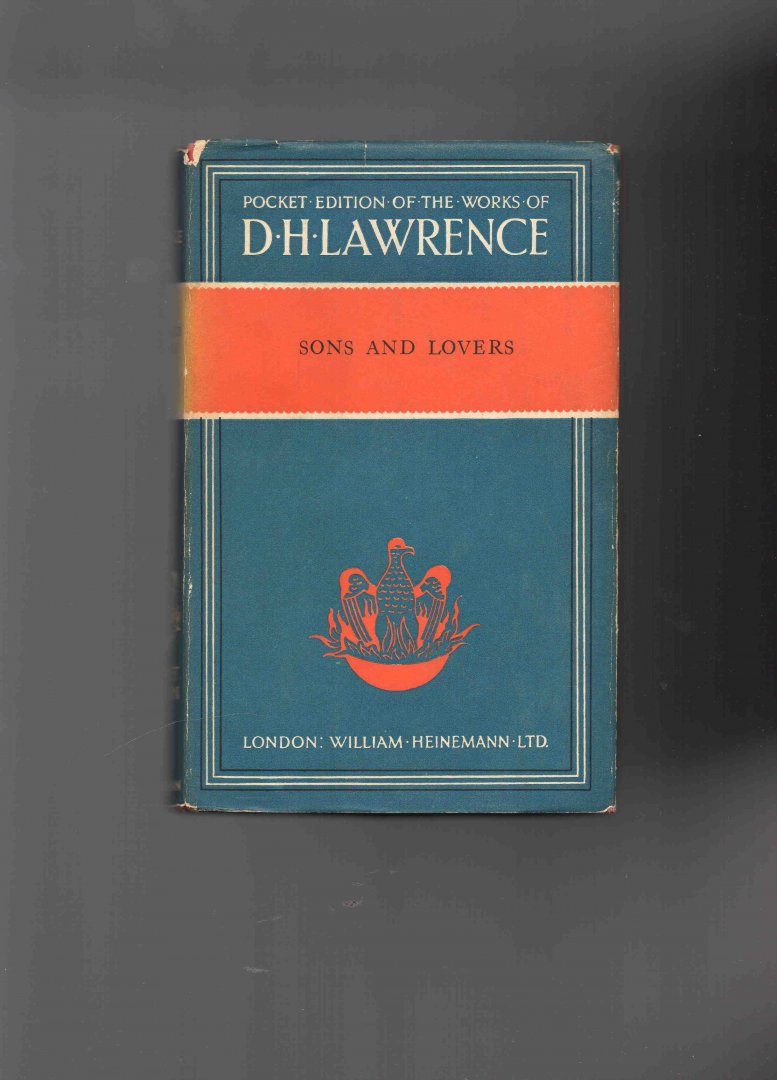 POCKET·EDITION·OF·THE·WORKS·OF
D·H·LAWRENCE
SONS AND LOVERS
LONDON: WILLIAM·HEINEMANN·LTD.